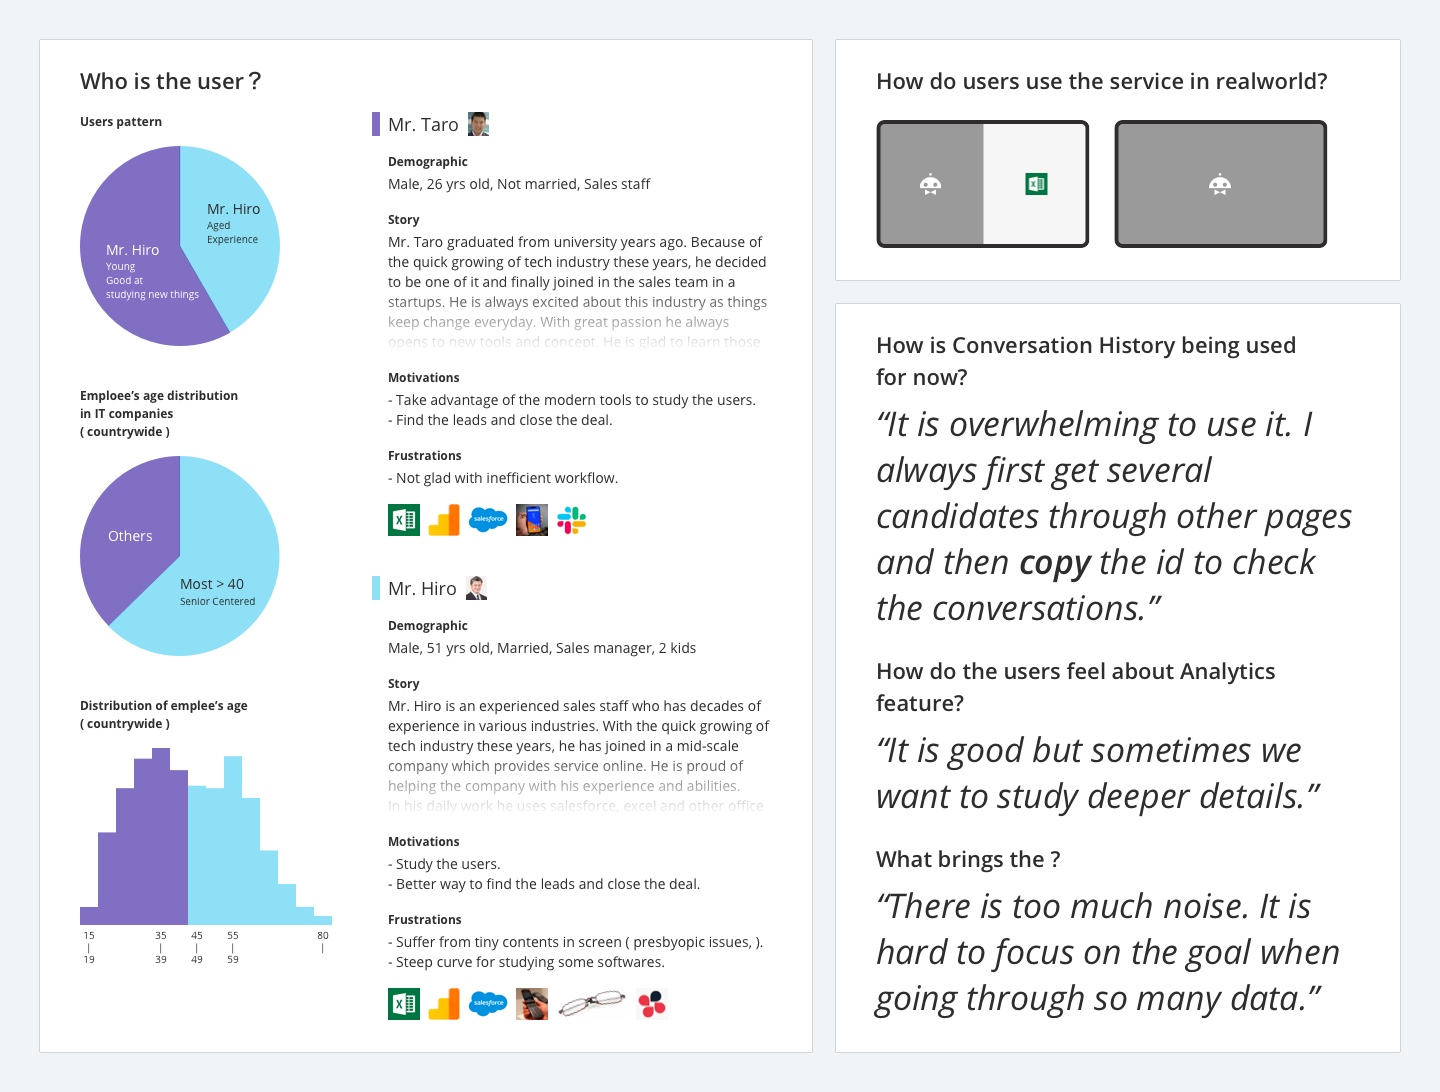 Who is the user ?
Users pattern
Mr. Hiro
Aged
Experience
Mr. Hiro
Young
Good at
studying new things
Emploee’s age distribution
in IT companies
( countrywide )
Others
Most > 40
Senior Centered
Distribution of emplee’s age
( countrywide )
15
|
19
35
|
39
45
|
49
55
|
59
80
|
Mr. Taro
Demographic
Male, 26 yrs old, Not married, Sales staff
Story
Mr. Taro graduated from university years ago. Because of
the quick growing of tech industry these years, he decided
to be one of it and finally joined in the sales team in a
startups. He is always excited about this industry as things
keep change everyday. With great passion he always
opens to new tools and concept. He is glad to learn those
Motivations
- Take advantage of the modern tools to study the users.
- Find the leads and close the deal.
Frustrations
- Not glad with inefficient workflow.
salesforce
Mr. Hiro
Demographic
Male, 51 yrs old, Married, Sales manager, 2 kids
Story
Mr. Hiro is an experienced sales staff who has decades of
experience in various industries. With the quick growing of
tech industry these years, he has joined in a mid-scale
company which provides service online. He is proud of
helping the company with his experience and abilities.
In his daily work he uses salesforce, excel and other office
Motivations
- Study the users.
- Better way to find the leads and close the deal.
Frustrations
- Suffer from tiny contents in screen ( presbyopic issues, ).
- Steep curve for studying some softwares.
salesforce
How do users use the service in realworld?
How is Conversation History being used
for now?
“It is overwhelming to use it. I
always first get several
candidates through other pages
and then copy the id to check
the conversations.”
How do the users feel about Analytics
feature?
“It is good but sometimes we
want to study deeper details.”
What brings the ?
“There is too much noise. It is
hard to focus on the goal when
going through so many data.”